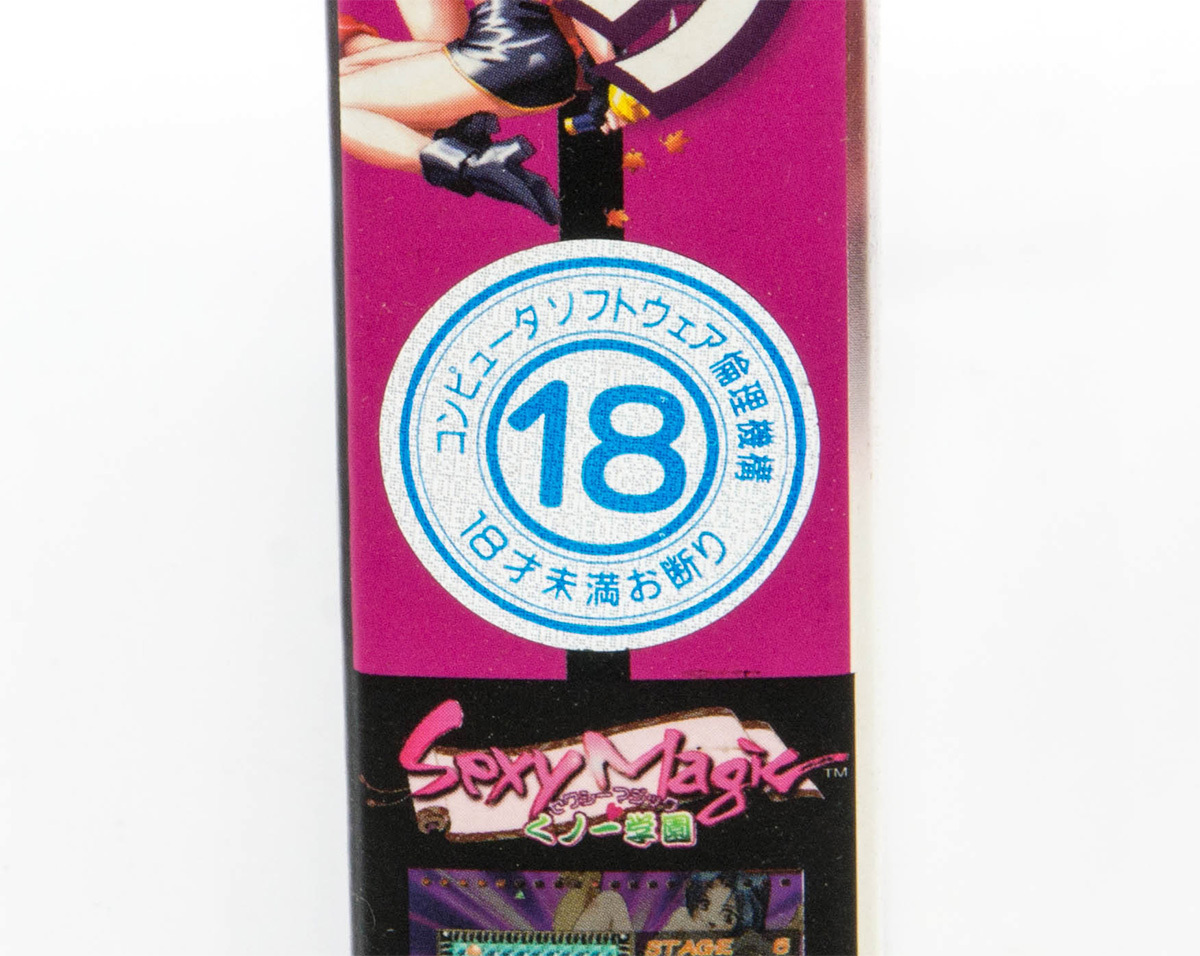 コンピュータソフトウェア倫理機構
18
18才未満お断り
Sexy Magic TM
セクシーマジック
くノ一学園
STAGE 6